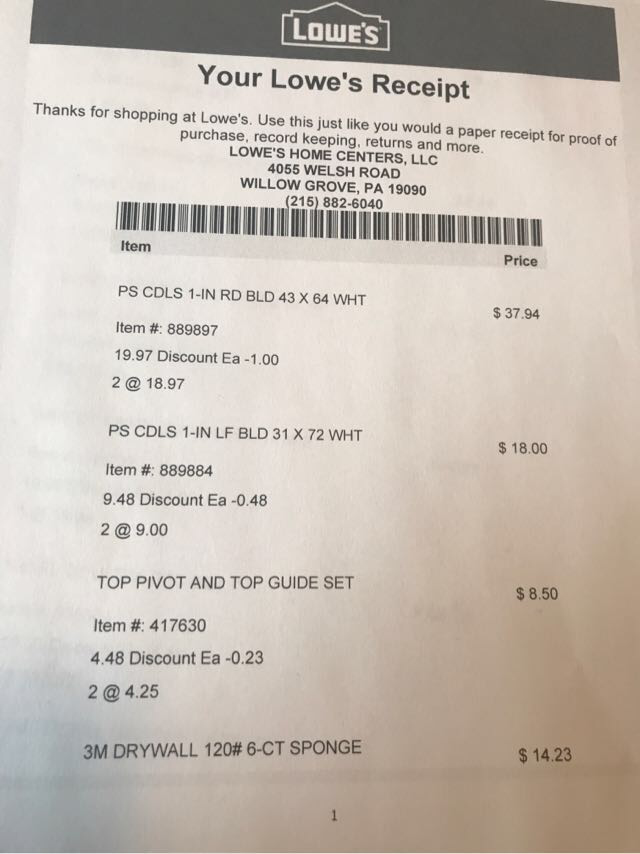 LOWE'S
Your Lowe's Receipt
Thanks for shopping at Lowe's. Use this just like you would a paper receipt for proof of
purchase, record keeping, returns and more.
LOWE'S HOME CENTERS, LLC
4055 WELSH ROAD
WILLOW GROVE, PA 19090
(215) 882-6040
Item Price
PS CDLS 1-IN RD BLD 43 X 64 WHT $ 37.94
Item #: 889897
19.97 Discount Ea -1.00
2 @ 18.97
PS CDLS 1-IN LF BLD 31 X 72 WHT $ 18.00
Item #: 889884
9.48 Discount Ea -0.48
2 @ 9.00
TOP PIVOT AND TOP GUIDE SET $ 8.50
Item #: 417630
4.48 Discount Ea -0.23
2 @ 4.25
3M DRYWALL 120# 6-CT SPONGE $ 14.23
1